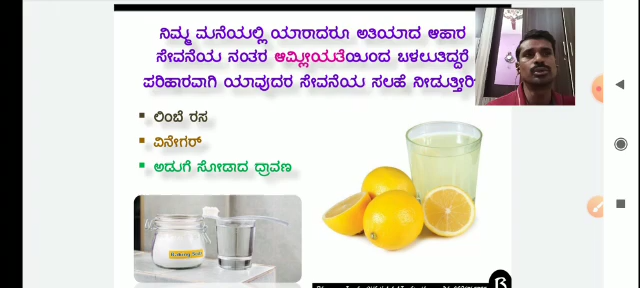 ನಿಮ್ಮ ಮನೆಯಲ್ಲಿ ಯಾರಾದರೂ ಅತಿಯಾದ ಆಹಾರ
ಸೇವನೆಯ ನಂತರ ಆಮ್ಲೀಯತೆಯಿಂದ ಬಳಲುತಿದ್ದರೆ
ಪರಿಹಾರವಾಗಿ ಯಾವುದರ ಸೇವನೆಯ ಸಲಹೆ
ಲಿಂಬೆ ರಸ
ವಿನೇಗರ್
ಅಡುಗೆ ಸೋಡಾದ ದ್ರಾವಣ
Baking Soda